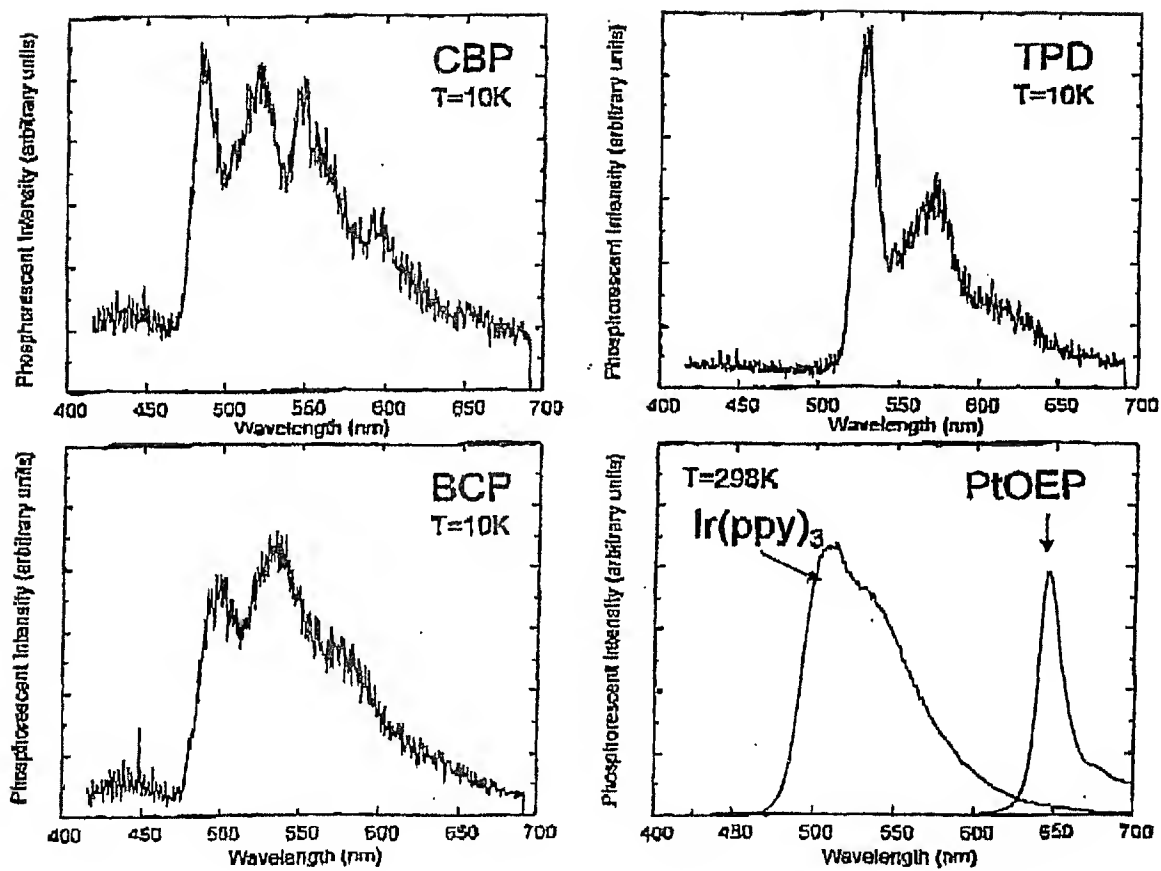 Phosphorescent Intensity (arbitrary units)
CBP
T=10K
400 450 500 550 600 650 700
Wavelength (nm)
Phosphorescent Intensity (arbitrary units)
TPD
T=10K
400 450 500 550 600 650 700
Wavelength (nm)
Phosphorescent Intensity (arbitrary units)
BCP
T=10K
400 450 500 550 600 650 700
Wavelength (nm)
Phosphorescent Intensity (arbitrary units)
T=298K PtOEP
Ir(ppy)3
400 450 500 550 600 650 700
Wavelength (nm)